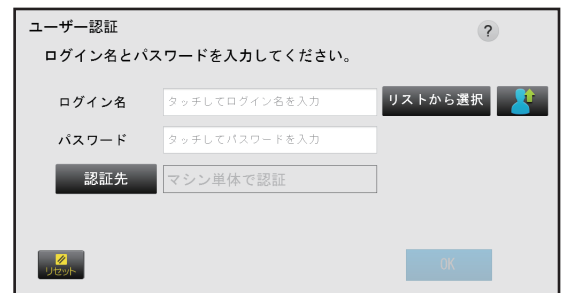 ユーザー認証
?
ログイン名とパスワードを入力してください。
ログイン名 タッチしてログイン名を入力 リストから選択
パスワード タッチしてパスワードを入力
認証先 マシン単体で認証
リセット OK